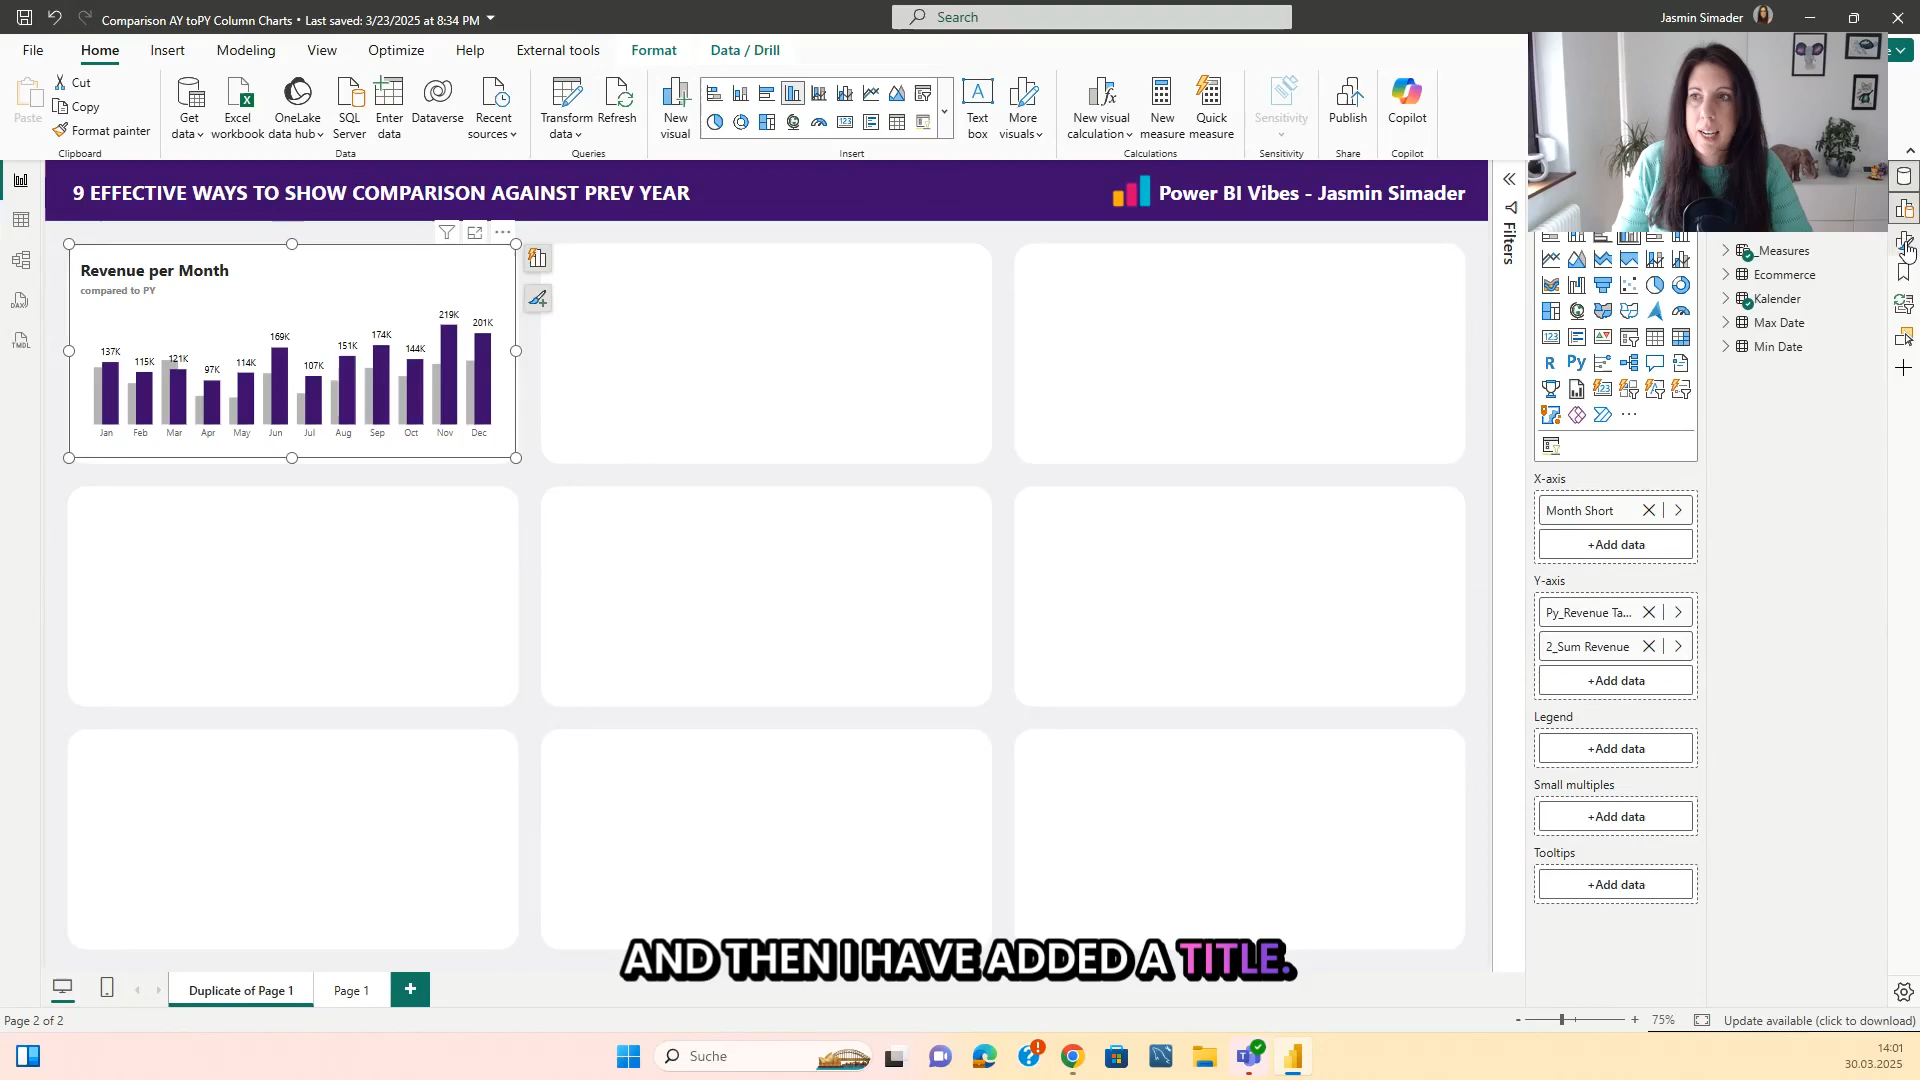 Comparison AY toPY Column Charts • Last saved: 3/23/2025 at 8:34 PM
Search
Jasmin Simader
File Home Insert Modeling View Optimize Help External tools Format Data / Drill
Paste
Cut
Copy
Format painter
Clipboard
Get data
Excel workbook
OneLake data hub
SQL Server
Enter data
Dataverse
Recent sources
Data
Transform data
Refresh
Queries
New visual
Text box
More visuals
Insert
New visual calculation
New measure
Quick measure
Calculations
Sensitivity
Sensitivity
Publish
Share
Copilot
Copilot
9 EFFECTIVE WAYS TO SHOW COMPARISON AGAINST PREV YEAR
Power BI Vibes - Jasmin Simader
Filters
Revenue per Month
compared to PY
137K 115K 121K 97K 114K 169K 107K 151K 174K 144K 219K 201K
Jan Feb Mar Apr May Jun Jul Aug Sep Oct Nov Dec
R Py
X-axis
Month Short
+Add data
Y-axis
Py_Revenue Ta...
2_Sum Revenue
+Add data
Legend
+Add data
Small multiples
+Add data
Tooltips
+Add data
_Measures
Ecommerce
Kalender
Max Date
Min Date
AND THEN I HAVE ADDED A TITLE.
Duplicate of Page 1
Page 1
Page 2 of 2
75%
Update available (click to download)
Suche
14:01
30.03.2025